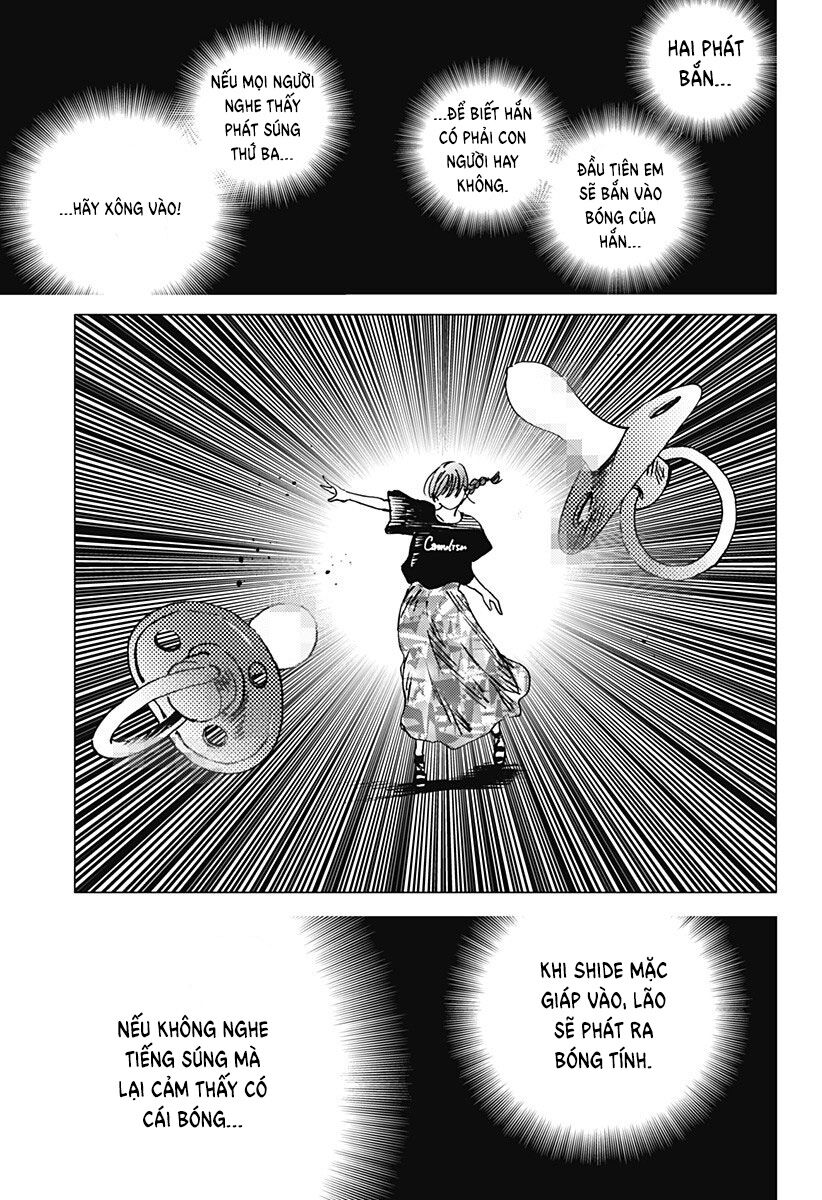 HAI PHÁT
BẮN...
ĐẦU TIÊN EM
SẼ BẮN VÀO
BÓNG CỦA
HẮN...
...ĐỂ BIẾT HẮN
CÓ PHẢI CON
NGƯỜI HAY
KHÔNG.
NẾU MỌI NGƯỜI
NGHE THẤY
PHÁT SÚNG
THỨ BA...
...HÃY XÔNG VÀO!
KHI SHIDE MẶC
GIÁP VÀO, LÃO
SẼ PHÁT RA
BÓNG TÍNH.
NẾU KHÔNG NGHE
TIẾNG SÚNG MÀ
LẠI CẢM THẤY CÓ
CÁI BÓNG...